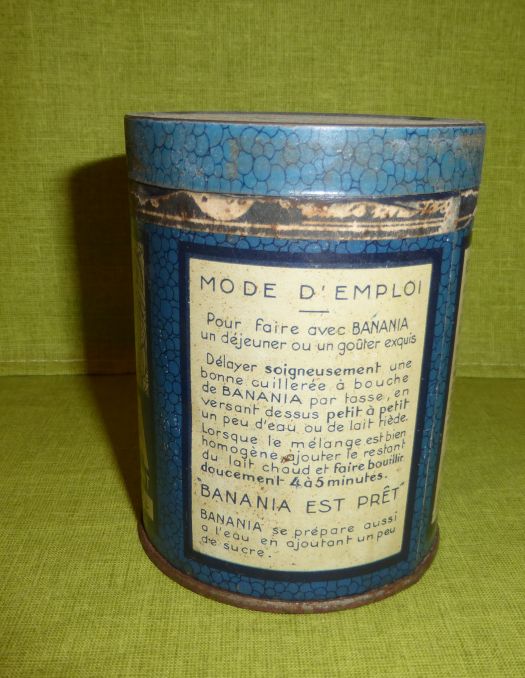 MODE D'EMPLOI
Pour faire avec BANANIA
un déjeuner ou un goûter exquis
Délayer soigneusement une
bonne cuillerée à bouche
de BANANIA par tasse, en
versant dessus petit à petit
un peu d'eau ou de lait tiède.
Lorsque le mélange est bien
homogène, ajouter le restant
du lait chaud et faire bouillir
doucement 4 à 5 minutes.
"BANANIA EST PRÊT"
BANANIA se prépare aussi
a l'eau en ajoutant un peu
de sucre.